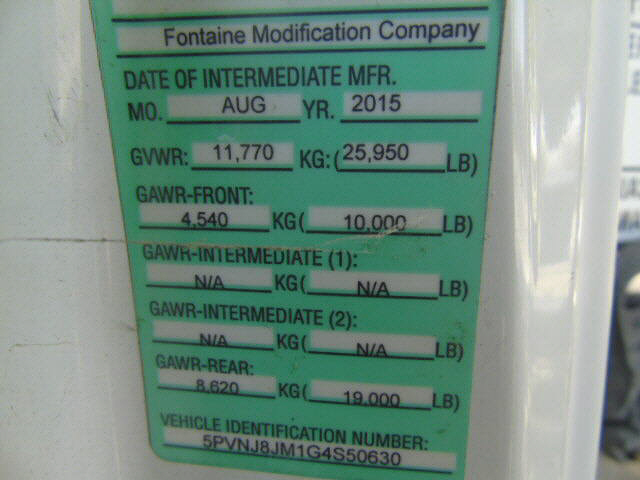 Fontaine Modification Company
DATE OF INTERMEDIATE MFR.
MO. AUG YR. 2015
GVWR: 11,770 KG: (25,950 LB)
GAWR-FRONT:
4,540 KG( 10,000 LB)
GAWR-INTERMEDIATE (1):
N/A KG( N/A LB)
GAWR-INTERMEDIATE (2):
N/A KG( N/A LB)
GAWR-REAR:
8,620 KG( 19,000 LB)
VEHICLE IDENTIFICATION NUMBER:
5PVNJ8JM1G4S50630